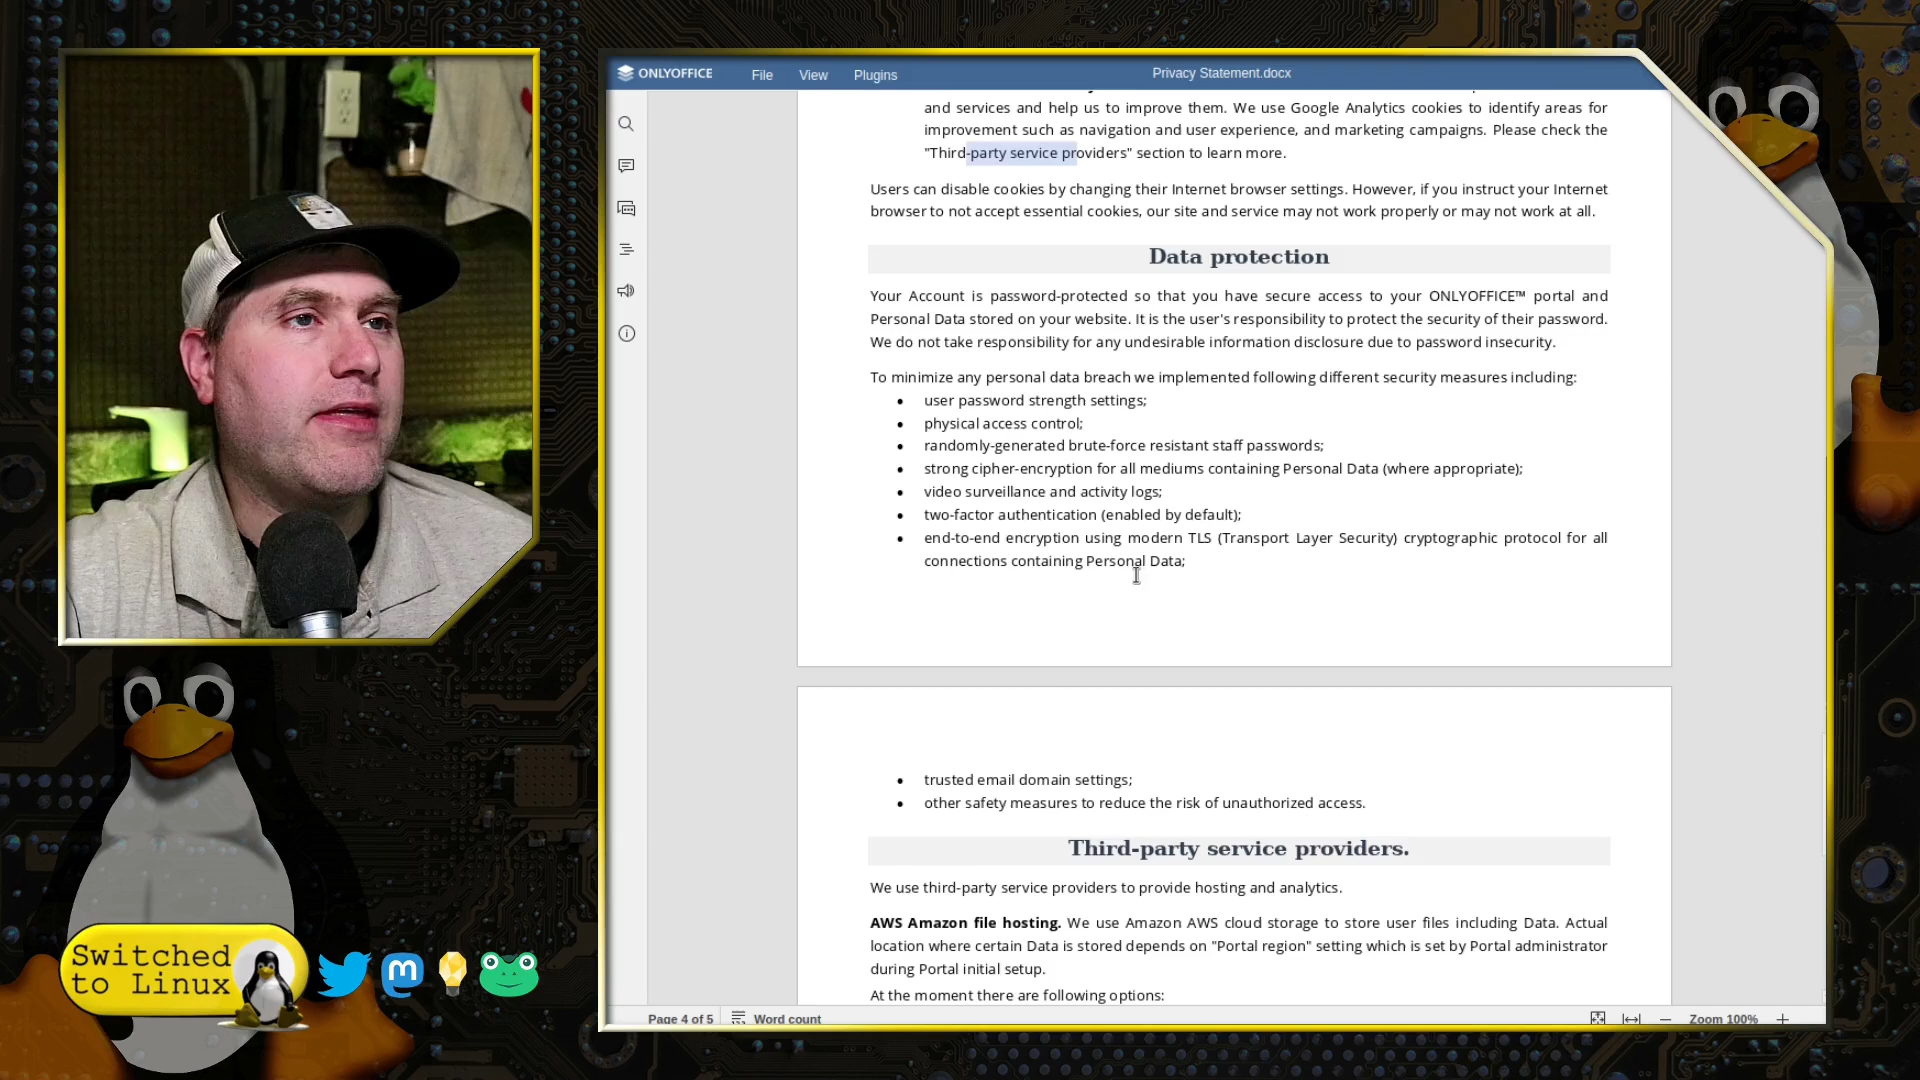 ONLYOFFICE
File View Plugins
Privacy Statement.docx
and services and help us to improve them. We use Google Analytics cookies to identify areas for
improvement such as navigation and user experience, and marketing campaigns. Please check the
"Third-party service providers" section to learn more.
Users can disable cookies by changing their Internet browser settings. However, if you instruct your Internet
browser to not accept essential cookies, our site and service may not work properly or may not work at all.
Data protection
Your Account is password-protected so that you have secure access to your ONLYOFFICE™ portal and
Personal Data stored on your website. It is the user's responsibility to protect the security of their password.
We do not take responsibility for any undesirable information disclosure due to password insecurity.
To minimize any personal data breach we implemented following different security measures including:
• user password strength settings;
• physical access control;
• randomly-generated brute-force resistant staff passwords;
• strong cipher-encryption for all mediums containing Personal Data (where appropriate);
• video surveillance and activity logs;
• two-factor authentication (enabled by default);
• end-to-end encryption using modern TLS (Transport Layer Security) cryptographic protocol for all
connections containing Personal Data;
• trusted email domain settings;
• other safety measures to reduce the risk of unauthorized access.
Third-party service providers.
We use third-party service providers to provide hosting and analytics.
AWS Amazon file hosting. We use Amazon AWS cloud storage to store user files including Data. Actual
location where certain Data is stored depends on "Portal region" setting which is set by Portal administrator
during Portal initial setup.
At the moment there are following options:
Page 4 of 5
Word count
Zoom 100%
Switched
to Linux